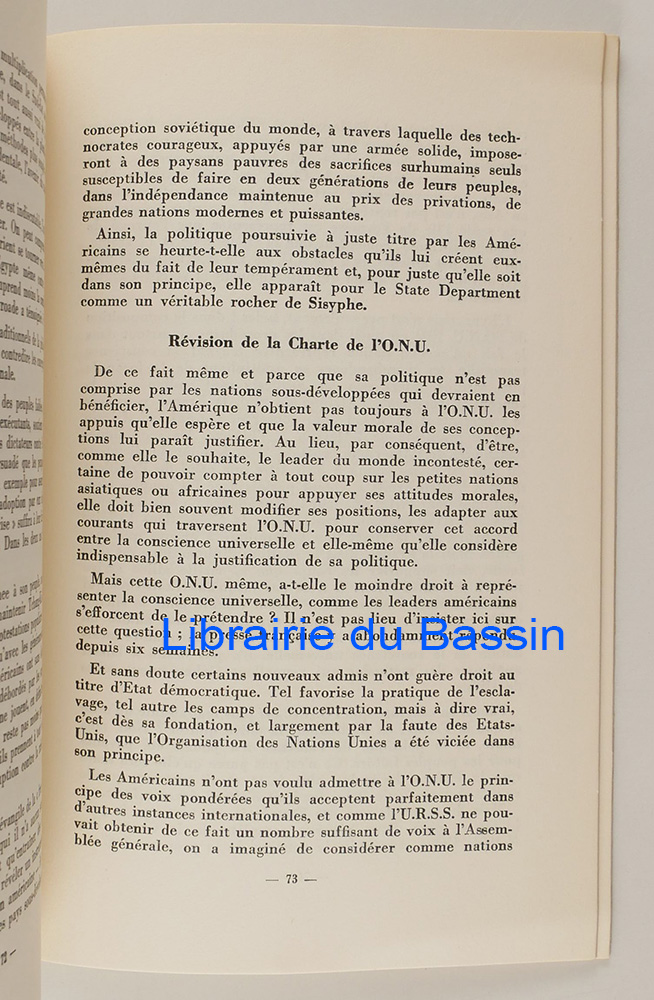 conception soviétique du monde, à travers laquelle des tech-
nocrates courageux, appuyés par une armée solide, impose-
ront à des paysans pauvres des sacrifices surhumains seuls
susceptibles de faire en deux générations de leurs peuples,
dans l'indépendance maintenue au prix des privations, de
grandes nations modernes et puissantes.
Ainsi, la politique poursuivie à juste titre par les Amé-
ricains se heurte-t-elle aux obstacles qu'ils lui créent eux-
mêmes du fait de leur tempérament et, pour juste qu'elle soit
dans son principe, elle apparaît pour le State Department
comme un véritable rocher de Sisyphe.
Révision de la Charte de l'O.N.U.
De ce fait même et parce que sa politique n'est pas
comprise par les nations sous-développées qui devraient en
bénéficier, l'Amérique n'obtient pas toujours à l'O.N.U. les
appuis qu'elle espère et que la valeur morale de ses concep-
tions lui paraît justifier. Au lieu, par conséquent, d'être,
comme elle le souhaite, le leader du monde incontesté, cer-
taine de pouvoir compter à tout coup sur les petites nations
asiatiques ou africaines pour appuyer ses attitudes morales,
elle doit bien souvent modifier ses positions, les adapter aux
courants qui traversent l'O.N.U. pour conserver cet accord
entre la conscience universelle et elle-même qu'elle considère
indispensable à la justification de sa politique.
Mais cette O.N.U. même, a-t-elle le moindre droit à repré-
senter la conscience universelle, comme les leaders américains
s'efforcent de le prétendre ? Il n'est pas lieu d'insister ici sur
cette question ; la presse française y a abondamment répondu
depuis six semaines.
Librairie du Bassin
Et sans doute certains nouveaux admis n'ont guère droit au
titre d'Etat démocratique. Tel favorise la pratique de l'escla-
vage, tel autre les camps de concentration, mais à dire vrai,
c'est dès sa fondation, et largement par la faute des Etats-
Unis, que l'Organisation des Nations Unies a été viciée dans
son principe.
Les Américains n'ont pas voulu admettre à l'O.N.U. le prin-
cipe des voix pondérées qu'ils acceptent parfaitement dans
d'autres instances internationales, et comme l'U.R.S.S. ne pou-
vait obtenir de ce fait un nombre suffisant de voix à l'Assem-
blée générale, on a imaginé de considérer comme nations
— 73 —